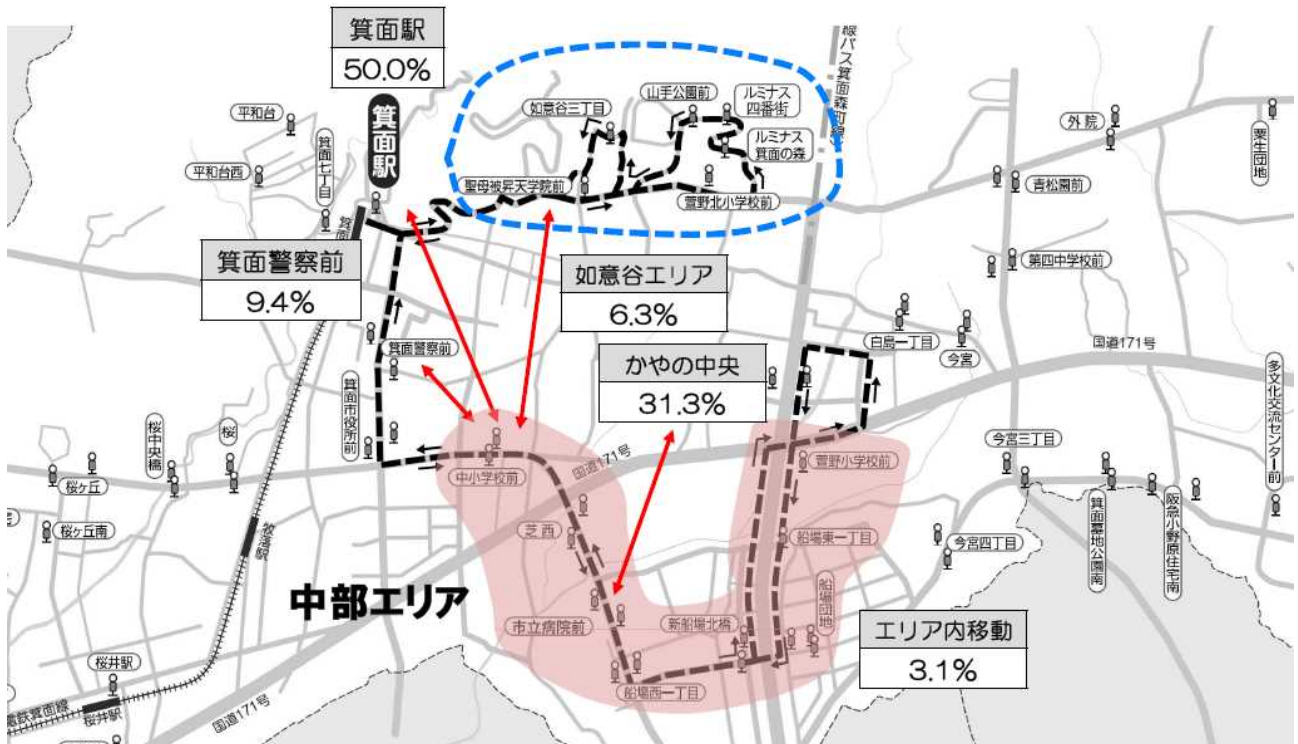 箕面駅
50.0%
平和台
箕面七丁目
箕面駅
平和台西
如意谷三丁目
山手公園前
ルミナス
四番街
ルミナス
箕面の森
線バス箕面森町線)
外院
粟生団地
聖母被昇天学院前
萱野北小学校前
青松園前
箕面警察前
9.4%
如意谷エリア
6.3%
第四中学校前
箕面警察前
かやの中央
31.3%
白島一丁目
今宮
国道171号
箕面市役所前
多文化交流センター前
桜中央橋
桜
桜ヶ丘
中小学校前
国道171号
萱野小学校前
今宮三丁目
桜ヶ丘南
牧落駅
芝西
船場東一丁目
今宮四丁目
箕面墓地公園南
阪急小野原住宅南
中部エリア
市立病院前
新船場北橋
船場団地
エリア内移動
3.1%
桜井駅
船場西一丁目
電鉄箕面線
桜井駅
国道171号